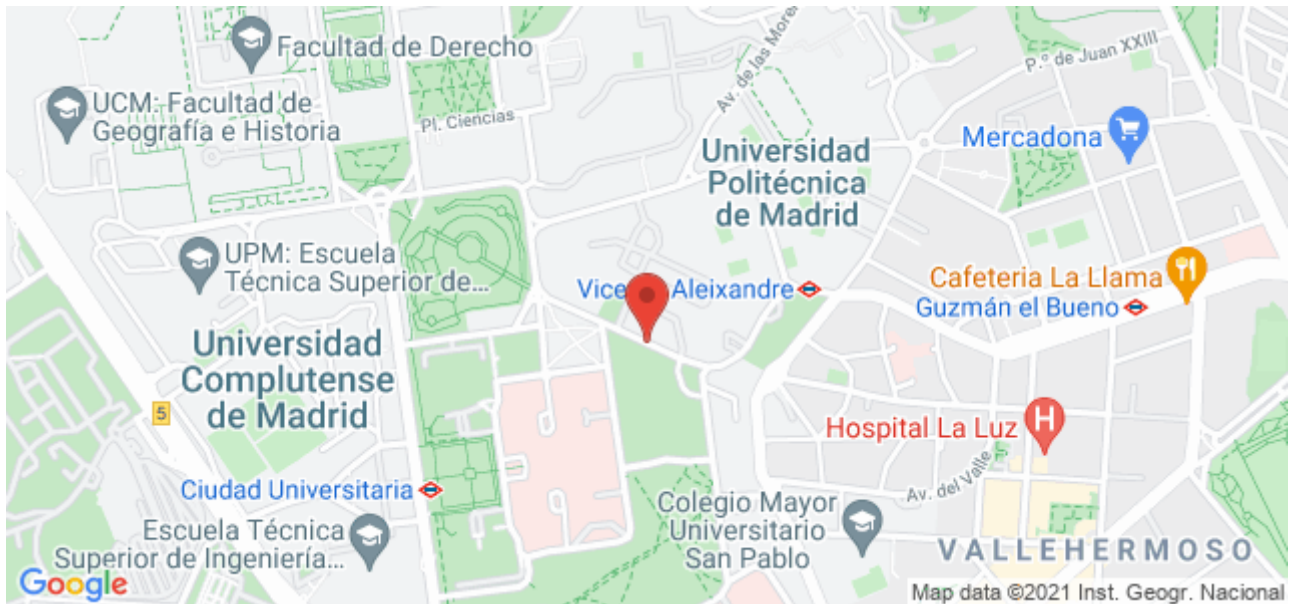 Facultad de Derecho
UCM: Facultad de
Geografía e Historia
Pl. Ciencias
Av. de las More
P.º de Juan XXIII
Mercadona
Universidad
Politécnica
de Madrid
UPM: Escuela
Técnica Superior de...
Aleixandre
Cafeteria La Llama
Guzmán el Bueno
Universidad
Complutense
de Madrid
5
Hospital La Luz
H
Ciudad Universitaria
Av. del Valle
Colegio Mayor
Universitario
San Pablo
Escuela Técnica
Superior de Ingeniería...
VALLEHERMOSO
Google
Map data ©2021 Inst. Geogr. Nacional